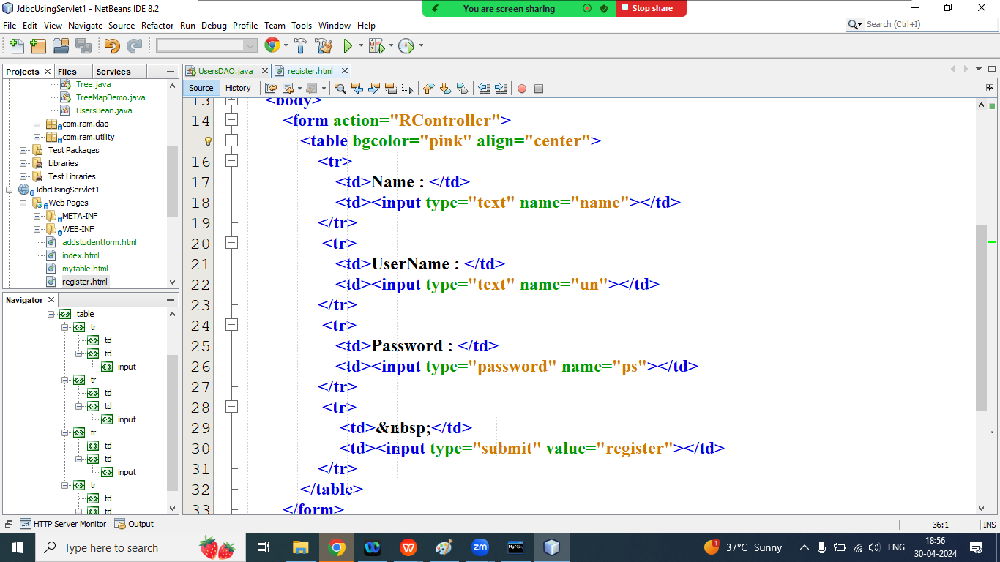 JdbcUsingServlet1 - NetBeans IDE 8.2
You are screen sharing
Stop share
File Edit View Navigate Source Refactor Run Debug Profile Team Tools Window Help
Search (Ctrl+I)
Projects Files Services
Tree.java
TreeMapDemo.java
UsersBean.java
com.ram.dao
com.ram.utility
Test Packages
Libraries
Test Libraries
JdbcUsingServlet1
Web Pages
META-INF
WEB-INF
addstudentform.html
index.html
mytable.html
register.html
Navigator
table
tr
td
td
input
tr
td
td
input
tr
td
td
input
tr
td
td
UsersDAO.java register.html
Source History
13 <body>
14 <form action="RController">
<table bgcolor="pink" align="center">
16 <tr>
17 <td>Name : </td>
18 <td><input type="text" name="name"></td>
19 </tr>
20 <tr>
21 <td>UserName : </td>
22 <td><input type="text" name="un"></td>
23 </tr>
24 <tr>
25 <td>Password : </td>
26 <td><input type="password" name="ps"></td>
27 </tr>
28 <tr>
29 <td>&nbsp;</td>
30 <td><input type="submit" value="register"></td>
31 </tr>
32 </table>
33 </form>
HTTP Server Monitor Output
36:1 INS
Type here to search
zm
MySQL
1
37°C Sunny
ENG
18:56
30-04-2024